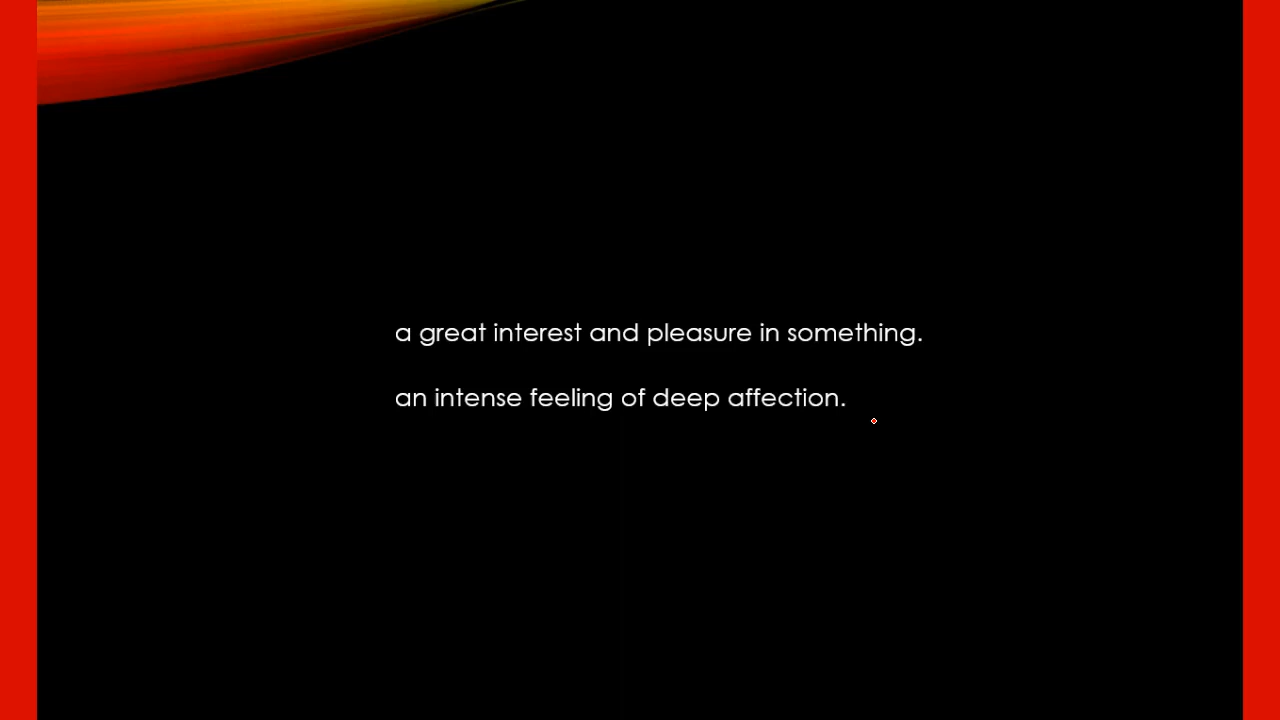 a great interest and pleasure in something.
an intense feeling of deep affection.